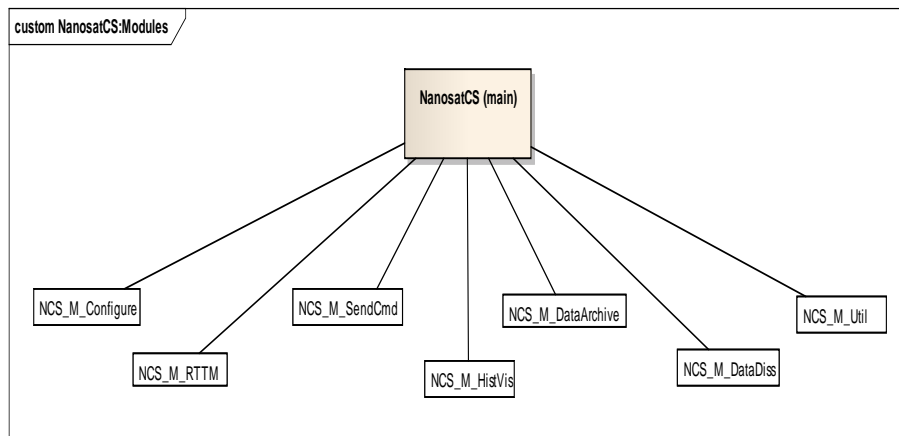 custom NanosatCS:Modules
NanosatCS (main)
NCS_M_Configure
NCS_M_RTTM
NCS_M_SendCmd
NCS_M_HistVis
NCS_M_DataArchive
NCS_M_DataDiss
NCS_M_Util